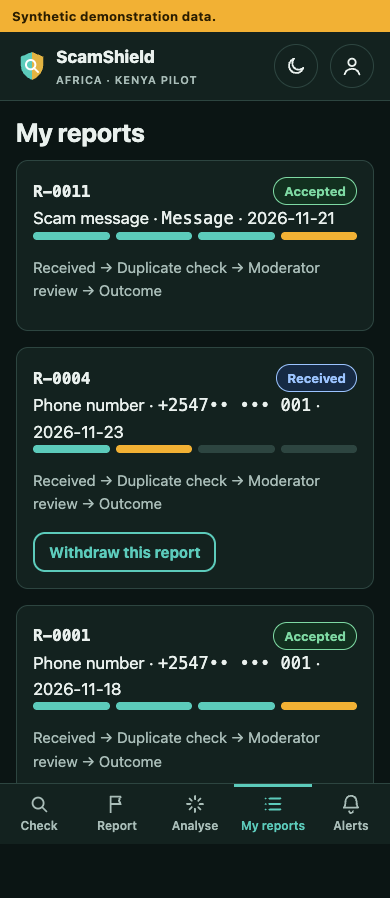 Synthetic demonstration data.
ScamShield
AFRICA · KENYA PILOT
My reports
R-0011
Accepted
Scam message · Message · 2026-11-21
Received → Duplicate check → Moderator
review → Outcome
R-0004
Received
Phone number · +2547•• ••• 001 ·
2026-11-23
Received → Duplicate check → Moderator
review → Outcome
Withdraw this report
R-0001
Accepted
Phone number · +2547•• ••• 001 ·
2026-11-18
Received → Duplicate check → Moderator
review → Outcome
Check
Report
Analyse
My reports
Alerts